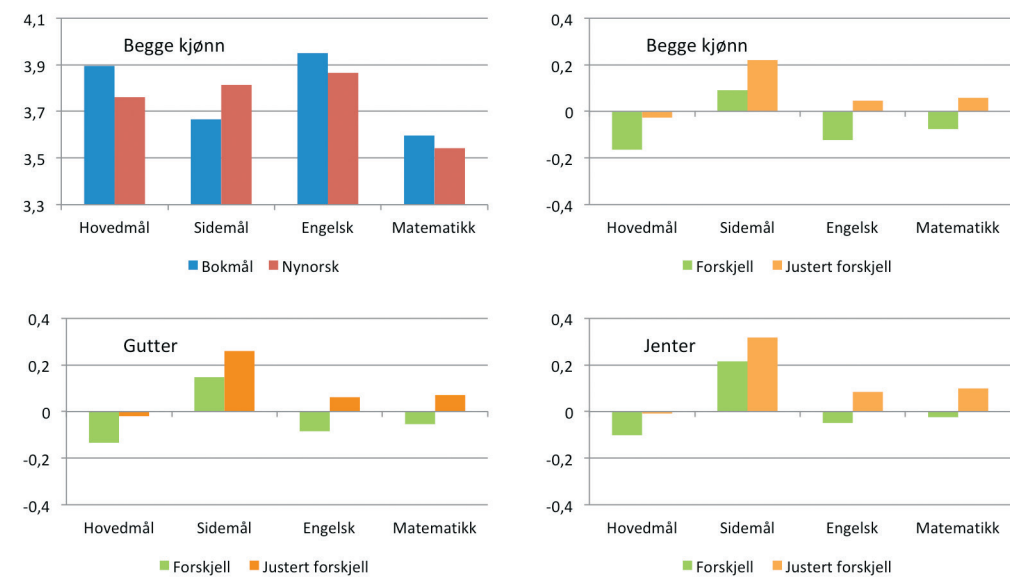 4,1
Begge kjønn
3,9
3,7
3,5
3,3
Hovedmål Sidemål Engelsk Matematikk
Bokmål Nynorsk
0,4
Begge kjønn
0,2
0
-0,2
-0,4
Hovedmål Sidemål Engelsk Matematikk
Forskjell Justert forskjell
0,4
Gutter
0,2
0
-0,2
-0,4
Hovedmål Sidemål Engelsk Matematikk
Forskjell Justert forskjell
0,4
Jenter
0,2
0
-0,2
-0,4
Hovedmål Sidemål Engelsk Matematikk
Forskjell Justert forskjell